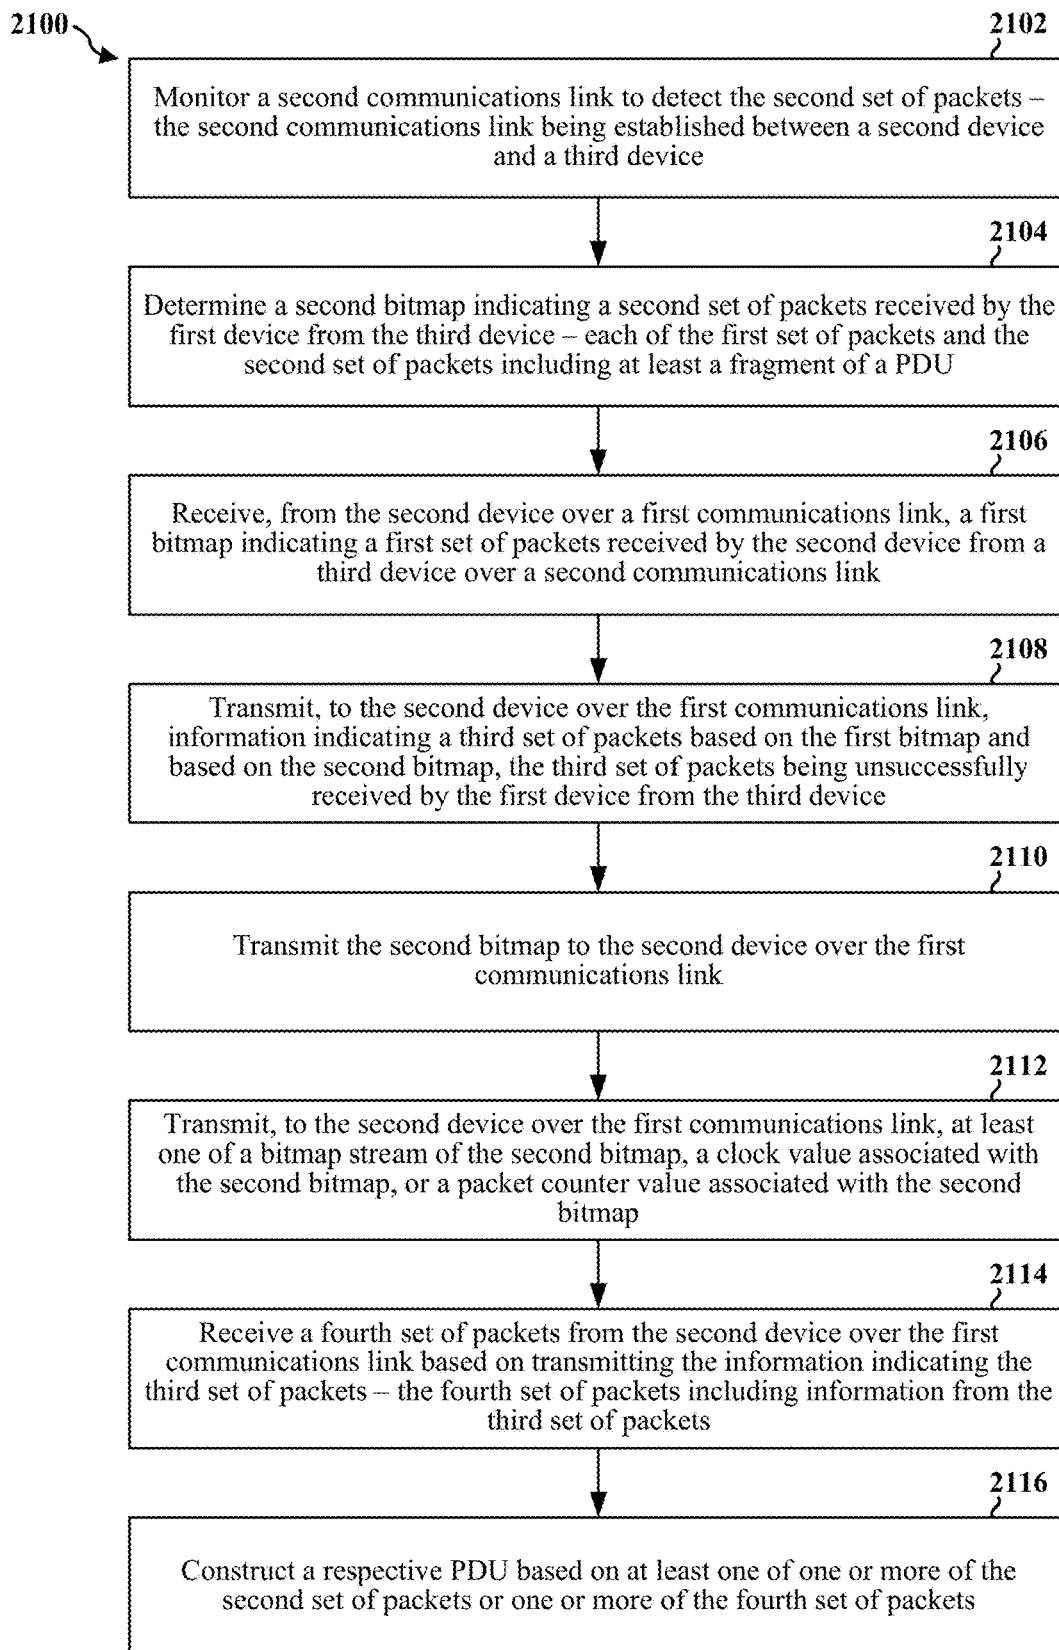 2100
2102
Monitor a second communications link to detect the second set of packets –
the second communications link being established between a second device
and a third device
2104
Determine a second bitmap indicating a second set of packets received by the
first device from the third device – each of the first set of packets and the
second set of packets including at least a fragment of a PDU
2106
Receive, from the second device over a first communications link, a first
bitmap indicating a first set of packets received by the second device from a
third device over a second communications link
2108
Transmit, to the second device over the first communications link,
information indicating a third set of packets based on the first bitmap and
based on the second bitmap, the third set of packets being unsuccessfully
received by the first device from the third device
2110
Transmit the second bitmap to the second device over the first
communications link
2112
Transmit, to the second device over the first communications link, at least
one of a bitmap stream of the second bitmap, a clock value associated with
the second bitmap, or a packet counter value associated with the second
bitmap
2114
Receive a fourth set of packets from the second device over the first
communications link based on transmitting the information indicating the
third set of packets – the fourth set of packets including information from the
third set of packets
2116
Construct a respective PDU based on at least one of one or more of the
second set of packets or one or more of the fourth set of packets